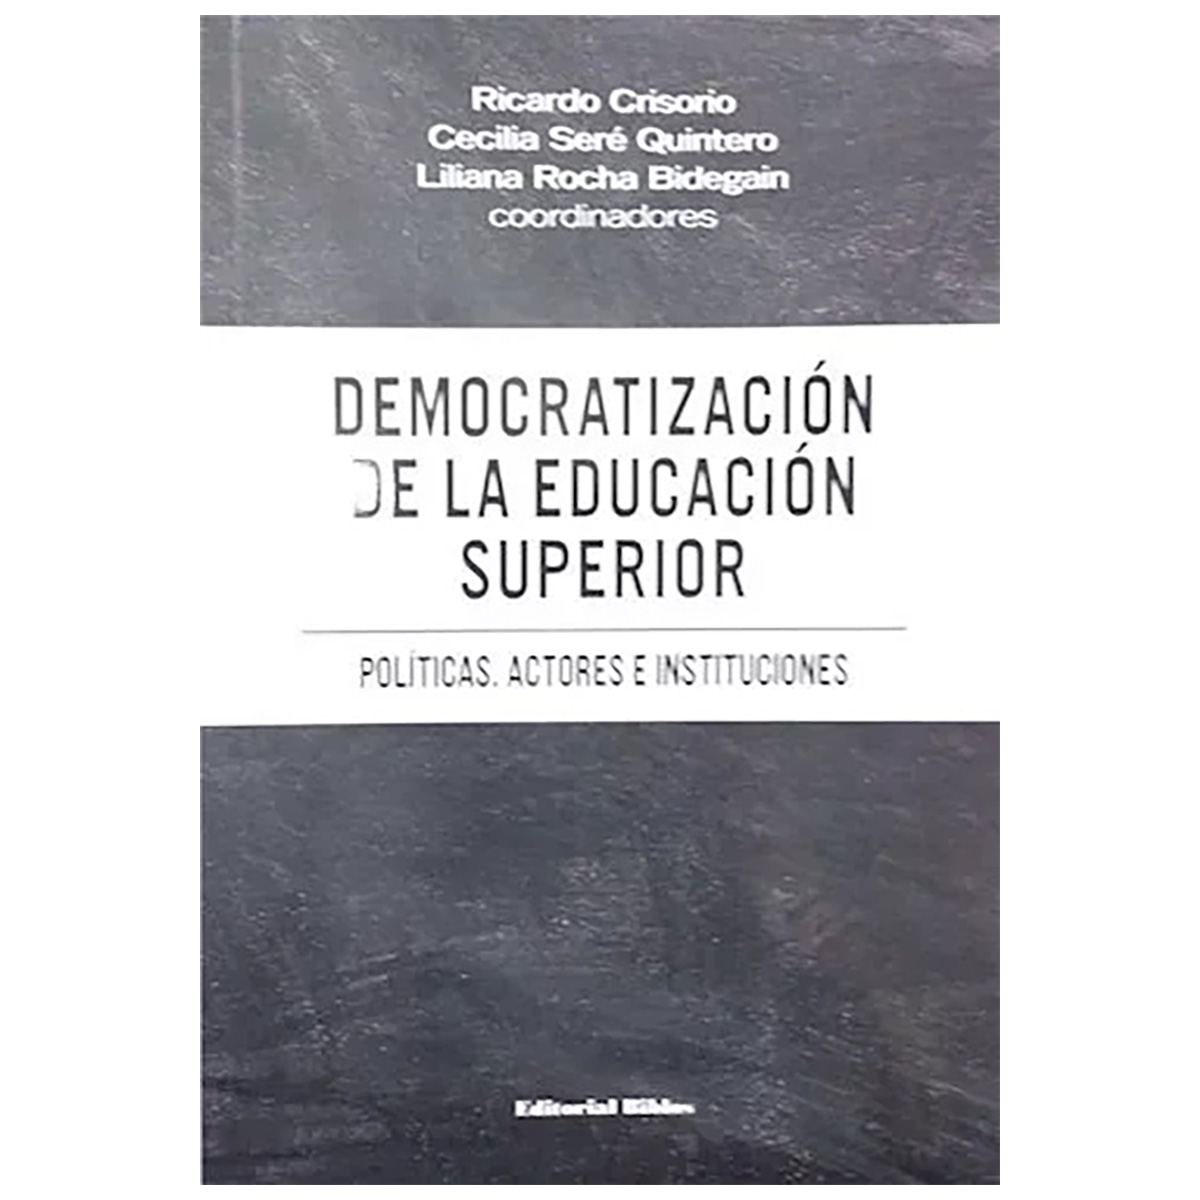 Ricardo Crisorio
Cecilia Seré Quintero
Liliana Rocha Bidegain
coordinadores
DEMOCRATIZACIÓN
DE LA EDUCACIÓN
SUPERIOR
POLÍTICAS, ACTORES E INSTITUCIONES
Editorial Biblos